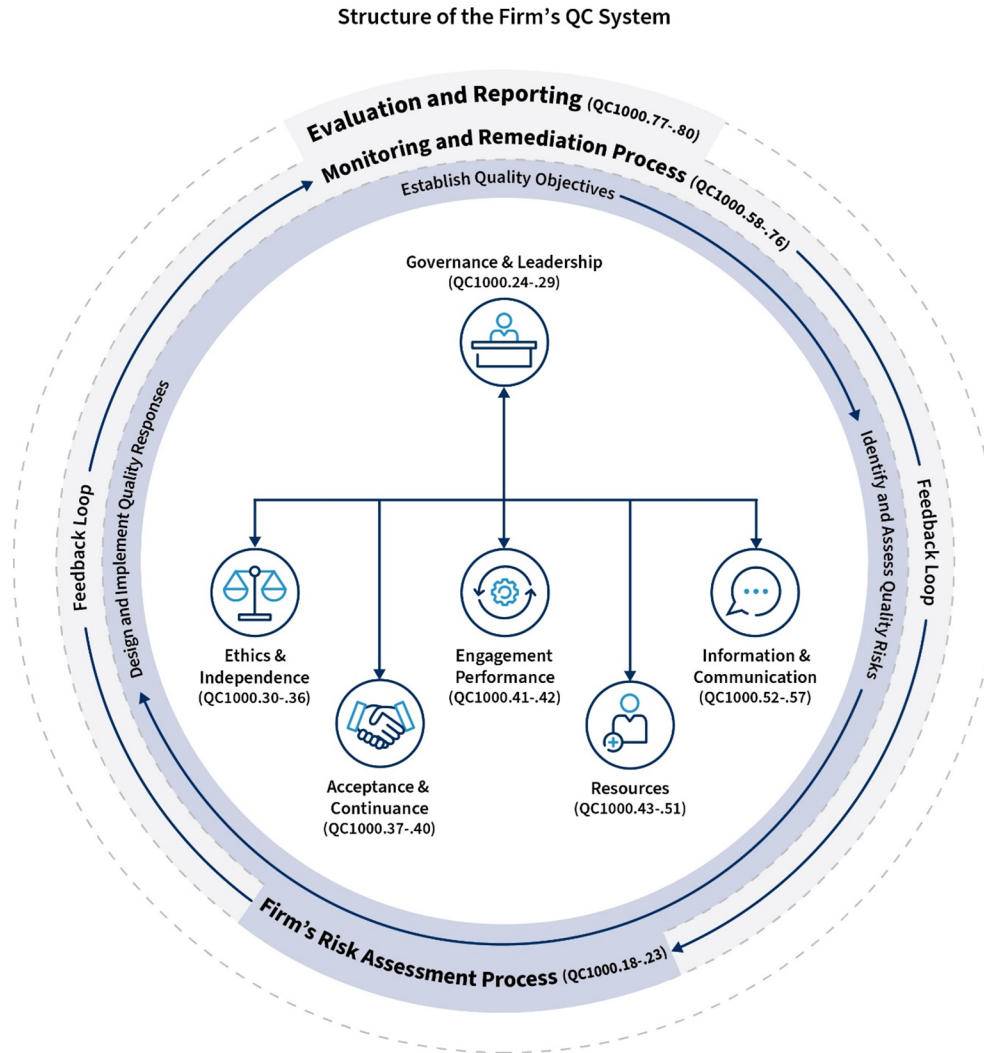 Structure of the Firm’s QC System
Evaluation and Reporting (QC1000.77-.80)
Monitoring and Remediation Process (QC1000.58-.76)
Establish Quality Objectives
Governance & Leadership
(QC1000.24-.29)
Design and Implement Quality Responses
Identify and Assess Quality Risks
Feedback Loop
Feedback Loop
Ethics &
Independence
(QC1000.30-.36)
Engagement
Performance
(QC1000.41-.42)
Information &
Communication
(QC1000.52-.57)
Acceptance &
Continuance
(QC1000.37-.40)
Resources
(QC1000.43-.51)
Firm’s Risk Assessment Process (QC1000.18-.23)